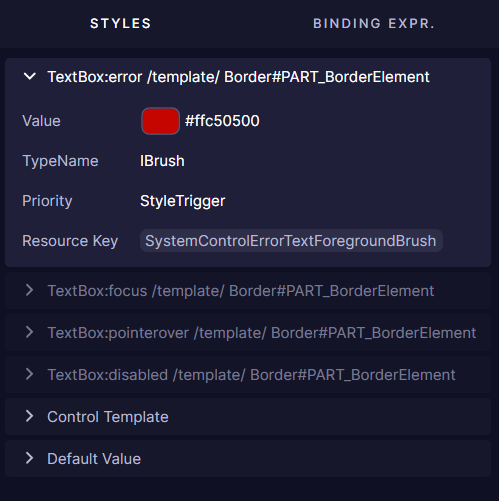 STYLES
BINDING EXPR.
TextBox:error /template/ Border#PART_BorderElement
Value #ffc50500
TypeName IBrush
Priority StyleTrigger
Resource Key SystemControlErrorTextForegroundBrush
TextBox:focus /template/ Border#PART_BorderElement
TextBox:pointerover /template/ Border#PART_BorderElement
TextBox:disabled /template/ Border#PART_BorderElement
Control Template
Default Value